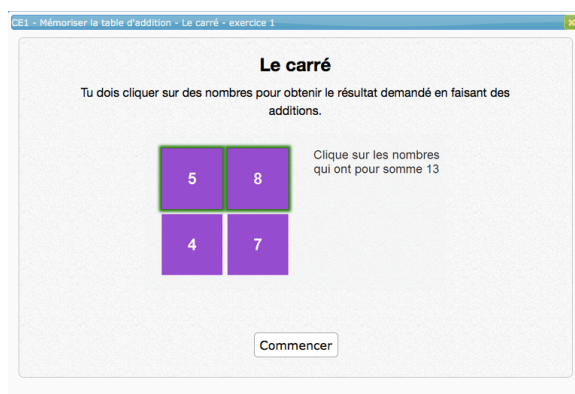 CE1 - Mémoriser la table d'addition - Le carré - exercice 1
Le carré
Tu dois cliquer sur des nombres pour obtenir le résultat demandé en faisant des
additions.
Clique sur les nombres
qui ont pour somme 13
5 8
4 7
Commencer